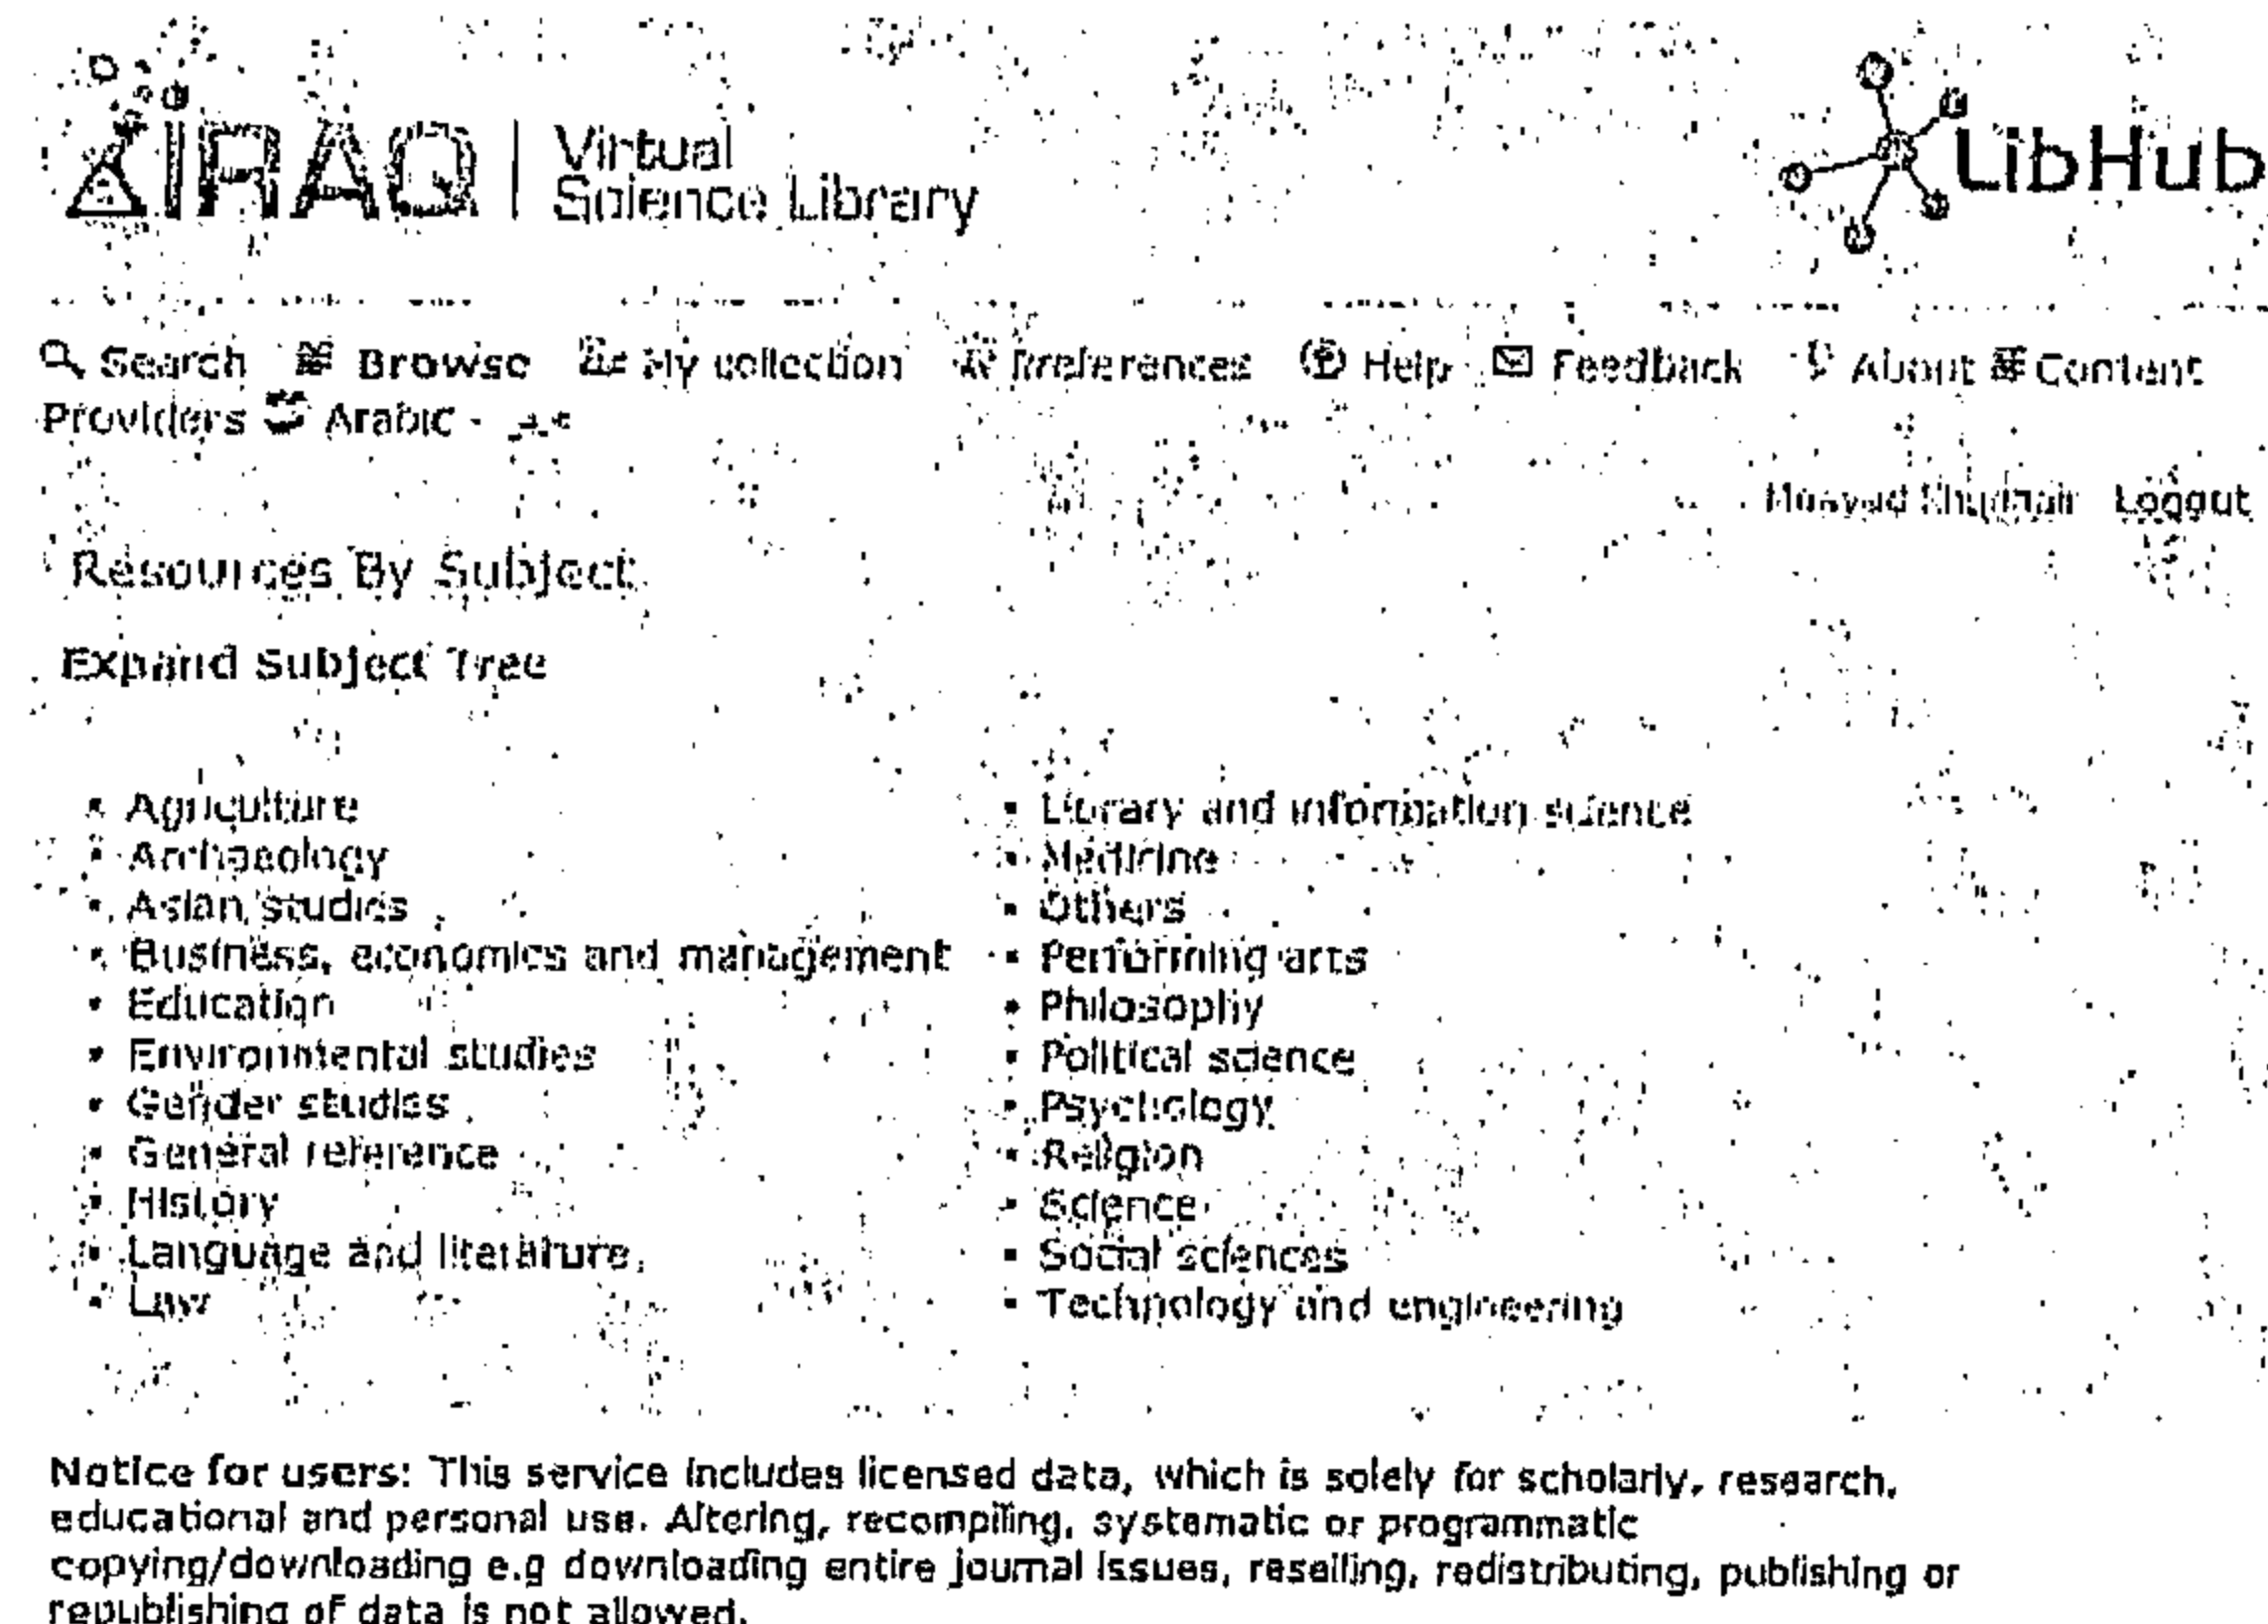 IRAQ | Virtual
Science Library
LibHub
Search Browse My collection Preferences Help Feedback About Content
Providers Arabic -
Logout
Resources By Subject
Expand Subject Tree
• Agriculture
• Archaeology
• Asian studies
• Business, economics and management
• Education
• Environmental studies
• Gender studies
• General reference
• History
• Language and literature
• Law
• Library and information science
• Medicine
• Others
• Performing arts
• Philosophy
• Political science
• Psychology
• Religion
• Science
• Social sciences
• Technology and engineering
Notice for users: This service includes licensed data, which is solely for scholarly, research,
educational and personal use. Altering, recompiling, systematic or programmatic
copying/downloading e.g downloading entire journal issues, reselling, redistributing, publishing or
republishing of data is not allowed.